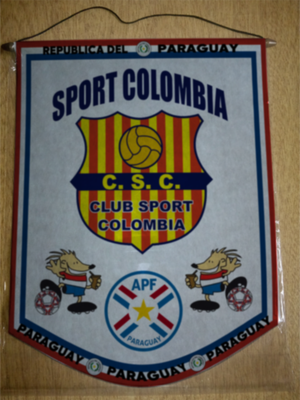 REPUBLICA DEL PARAGUAY
SPORT COLOMBIA
C. S. C.
CLUB SPORT
COLOMBIA
APF
PARAGUAY
PARAGUAY PARAGUAY PARAGUAY